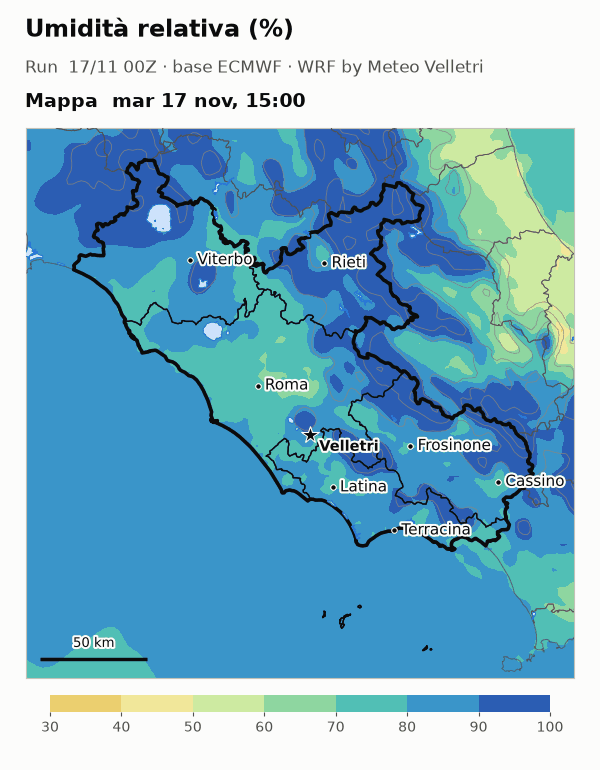 Umidità relativa (%)
Run  17/11 00Z · base ECMWF · WRF by Meteo Velletri
Mappa  mar 17 nov, 15:00
Viterbo
Rieti
Roma
Velletri
Frosinone
Cassino
Latina
Terracina
50 km
30 40 50 60 70 80 90 100